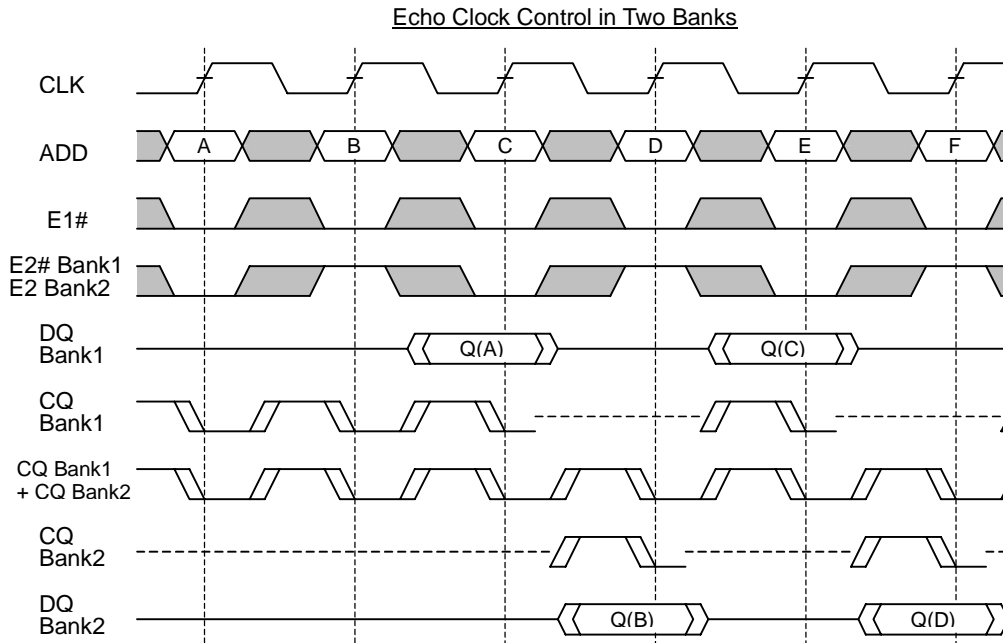 Echo Clock Control in Two Banks
CLK
ADD
A
B
C
D
E
F
E1#
E2# Bank1
E2 Bank2
DQ
Bank1
Q(A)
Q(C)
CQ
Bank1
CQ Bank1
+ CQ Bank2
CQ
Bank2
DQ
Bank2
Q(B)
Q(D)